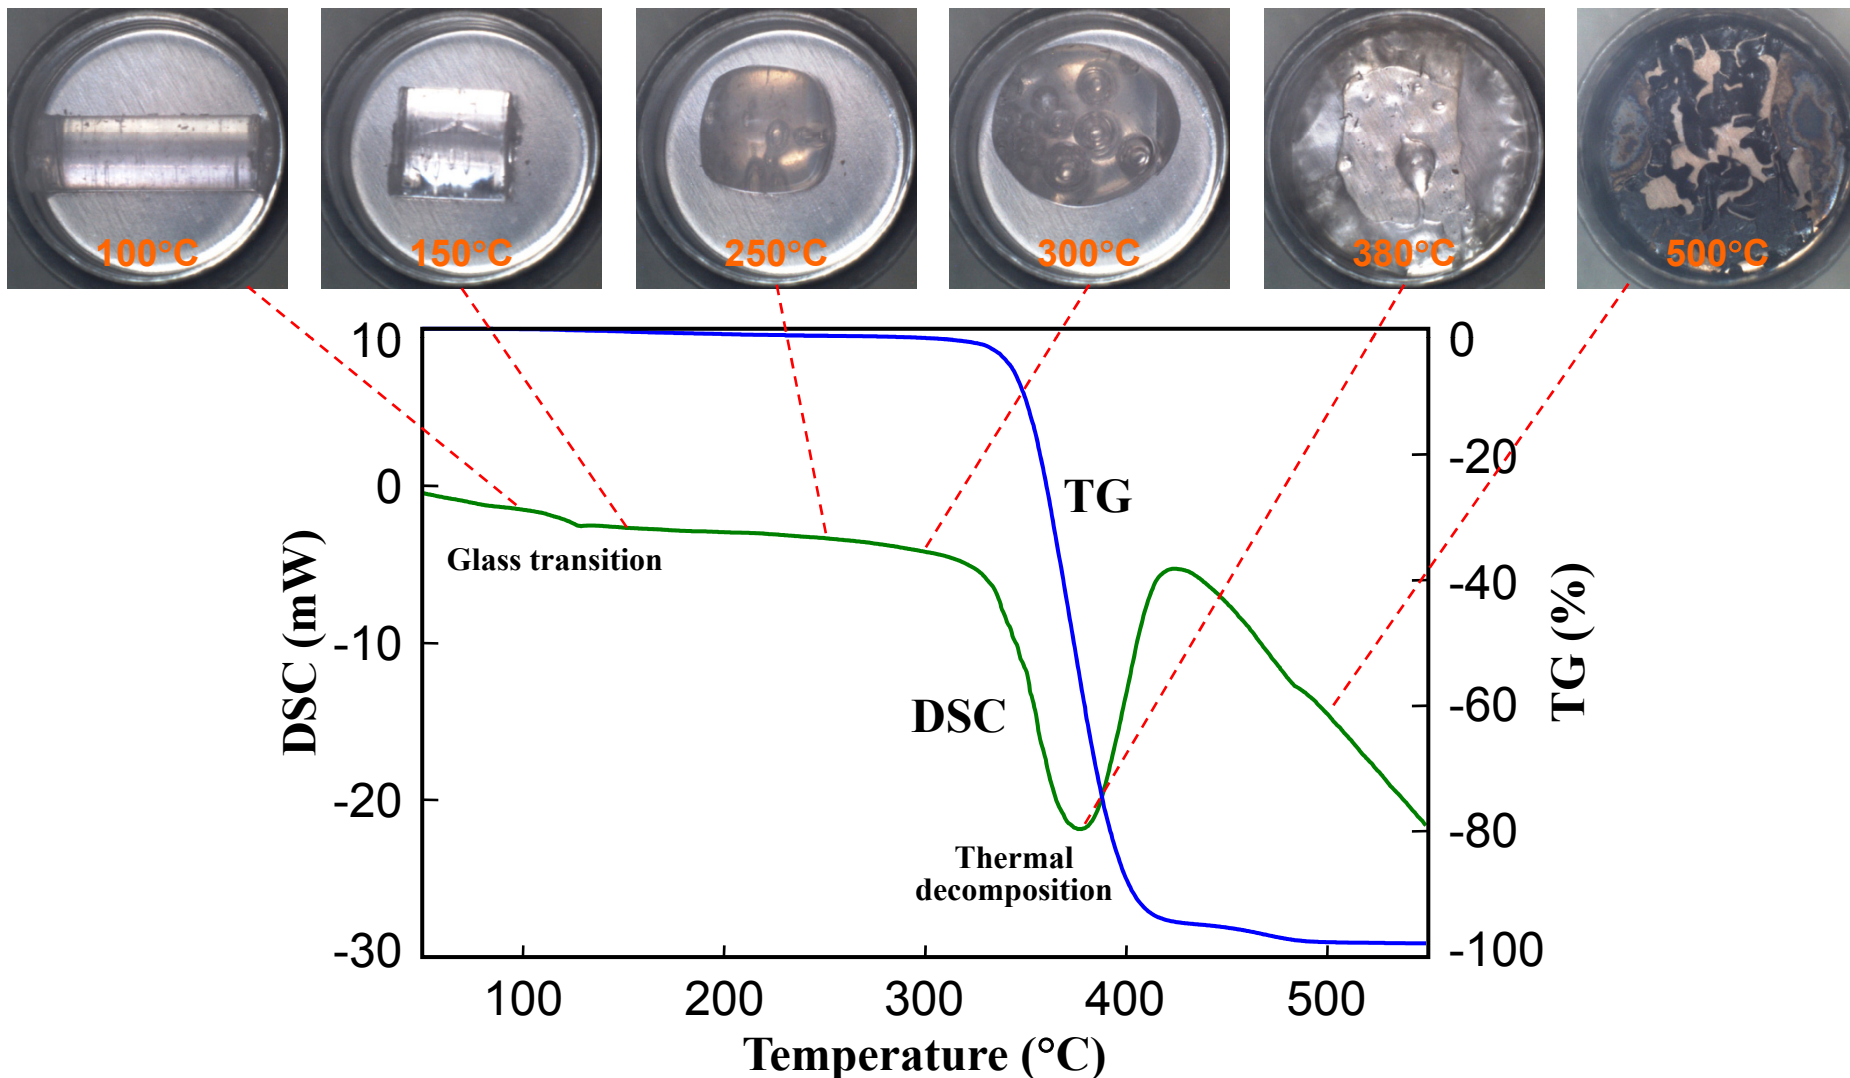 100°C
150°C
250°C
300°C
380°C
500°C
10
0
-10
-20
-30
DSC (mW)
0
-20
-40
-60
-80
-100
TG (%)
TG
Glass transition
DSC
Thermal
decomposition
100
200
300
400
500
Temperature (°C)